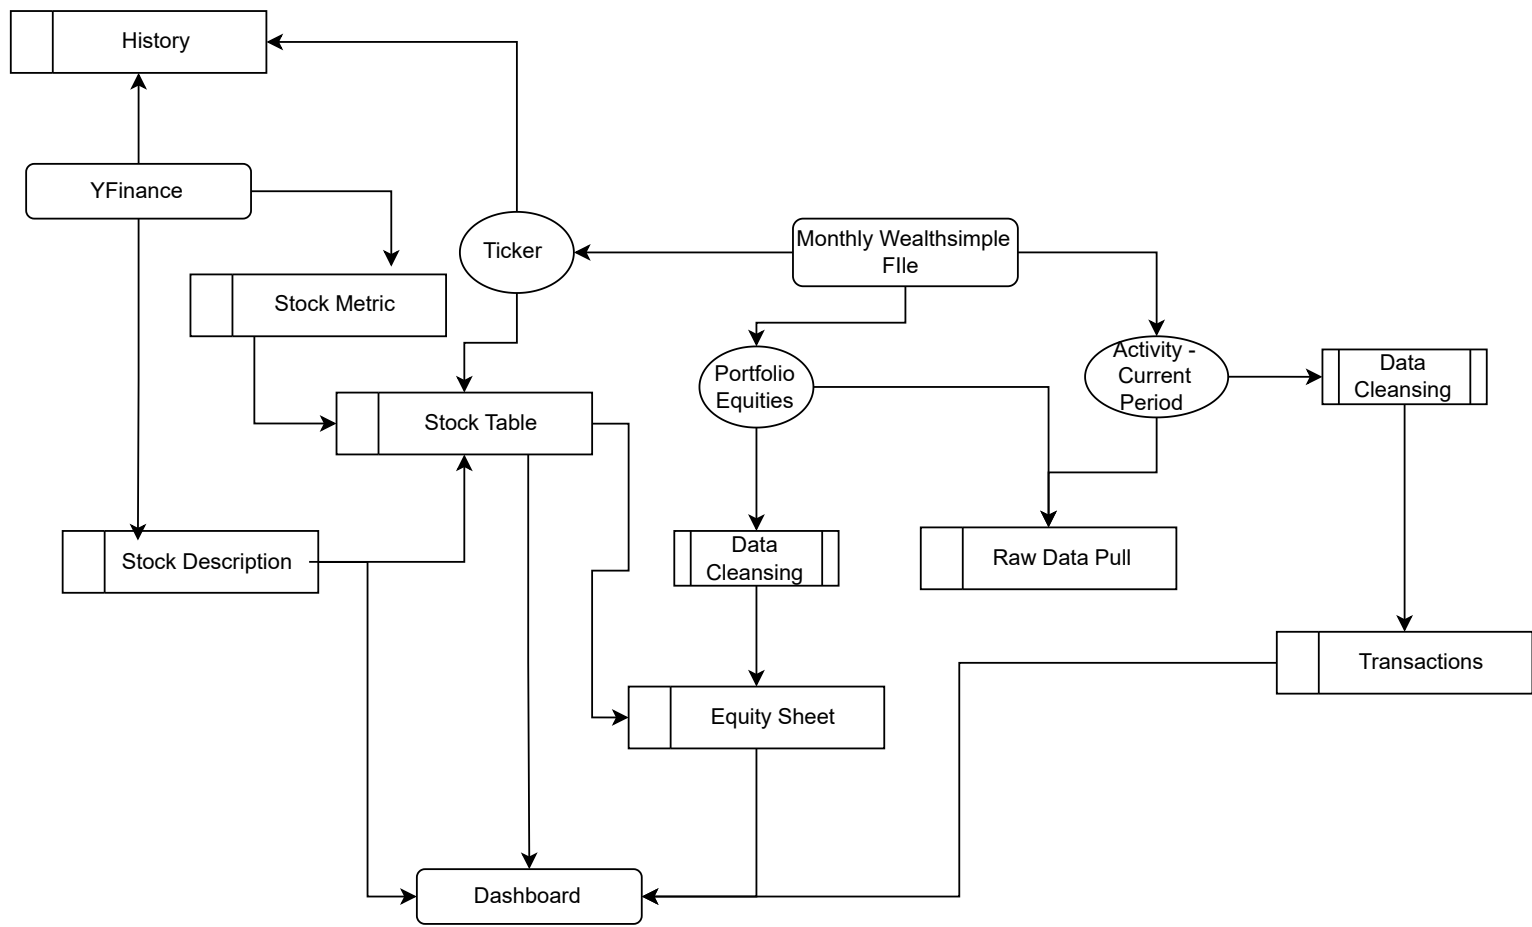 History
YFinance
Ticker
Monthly Wealthsimple
FIle
Stock Metric
Portfolio
Equities
Activity -
Current
Period
Data
Cleansing
Stock Table
Stock Description
Data
Cleansing
Raw Data Pull
Transactions
Equity Sheet
Dashboard